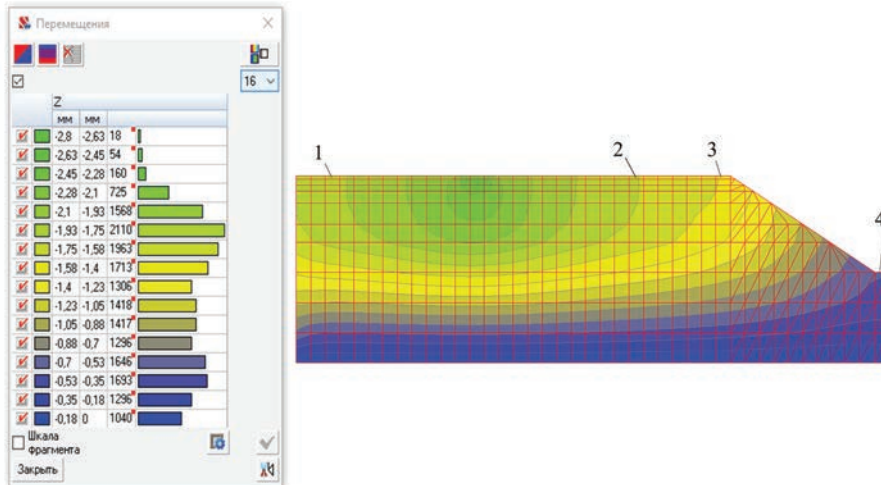 Перемещения
16
Z
мм мм
-2,8 -2,63 18
-2,63 -2,45 54
-2,45 -2,28 160
-2,28 -2,1 725
-2,1 -1,93 1568
-1,93 -1,75 2110
-1,75 -1,58 1963
-1,58 -1,4 1713
-1,4 -1,23 1306
-1,23 -1,05 1418
-1,05 -0,88 1417
-0,88 -0,7 1296
-0,7 -0,53 1646
-0,53 -0,35 1693
-0,35 -0,18 1296
-0,18 0 1040
Шкала
фрагмента
Закрыть
1 2 3
4